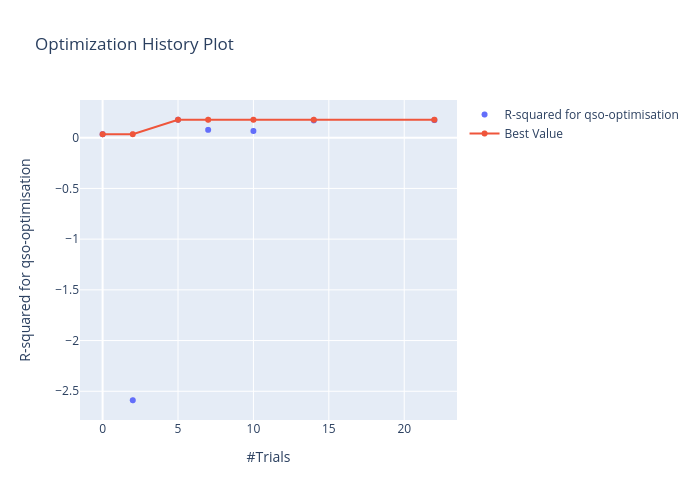 Optimization History Plot
R-squared for qso-optimisation
Best Value
R-squared for qso-optimisation
0
−0.5
−1
−1.5
−2
−2.5
0 5 10 15 20
#Trials